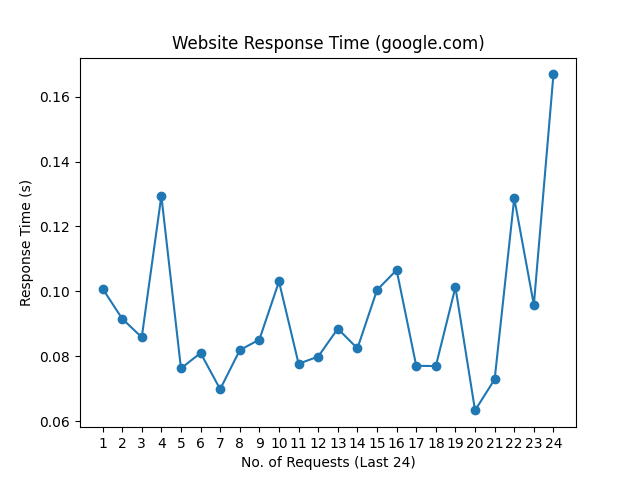 Website Response Time (google.com)
0.16
0.14
0.12
0.10
0.08
0.06
Response Time (s)
1 2 3 4 5 6 7 8 9 10 11 12 13 14 15 16 17 18 19 20 21 22 23 24
No. of Requests (Last 24)